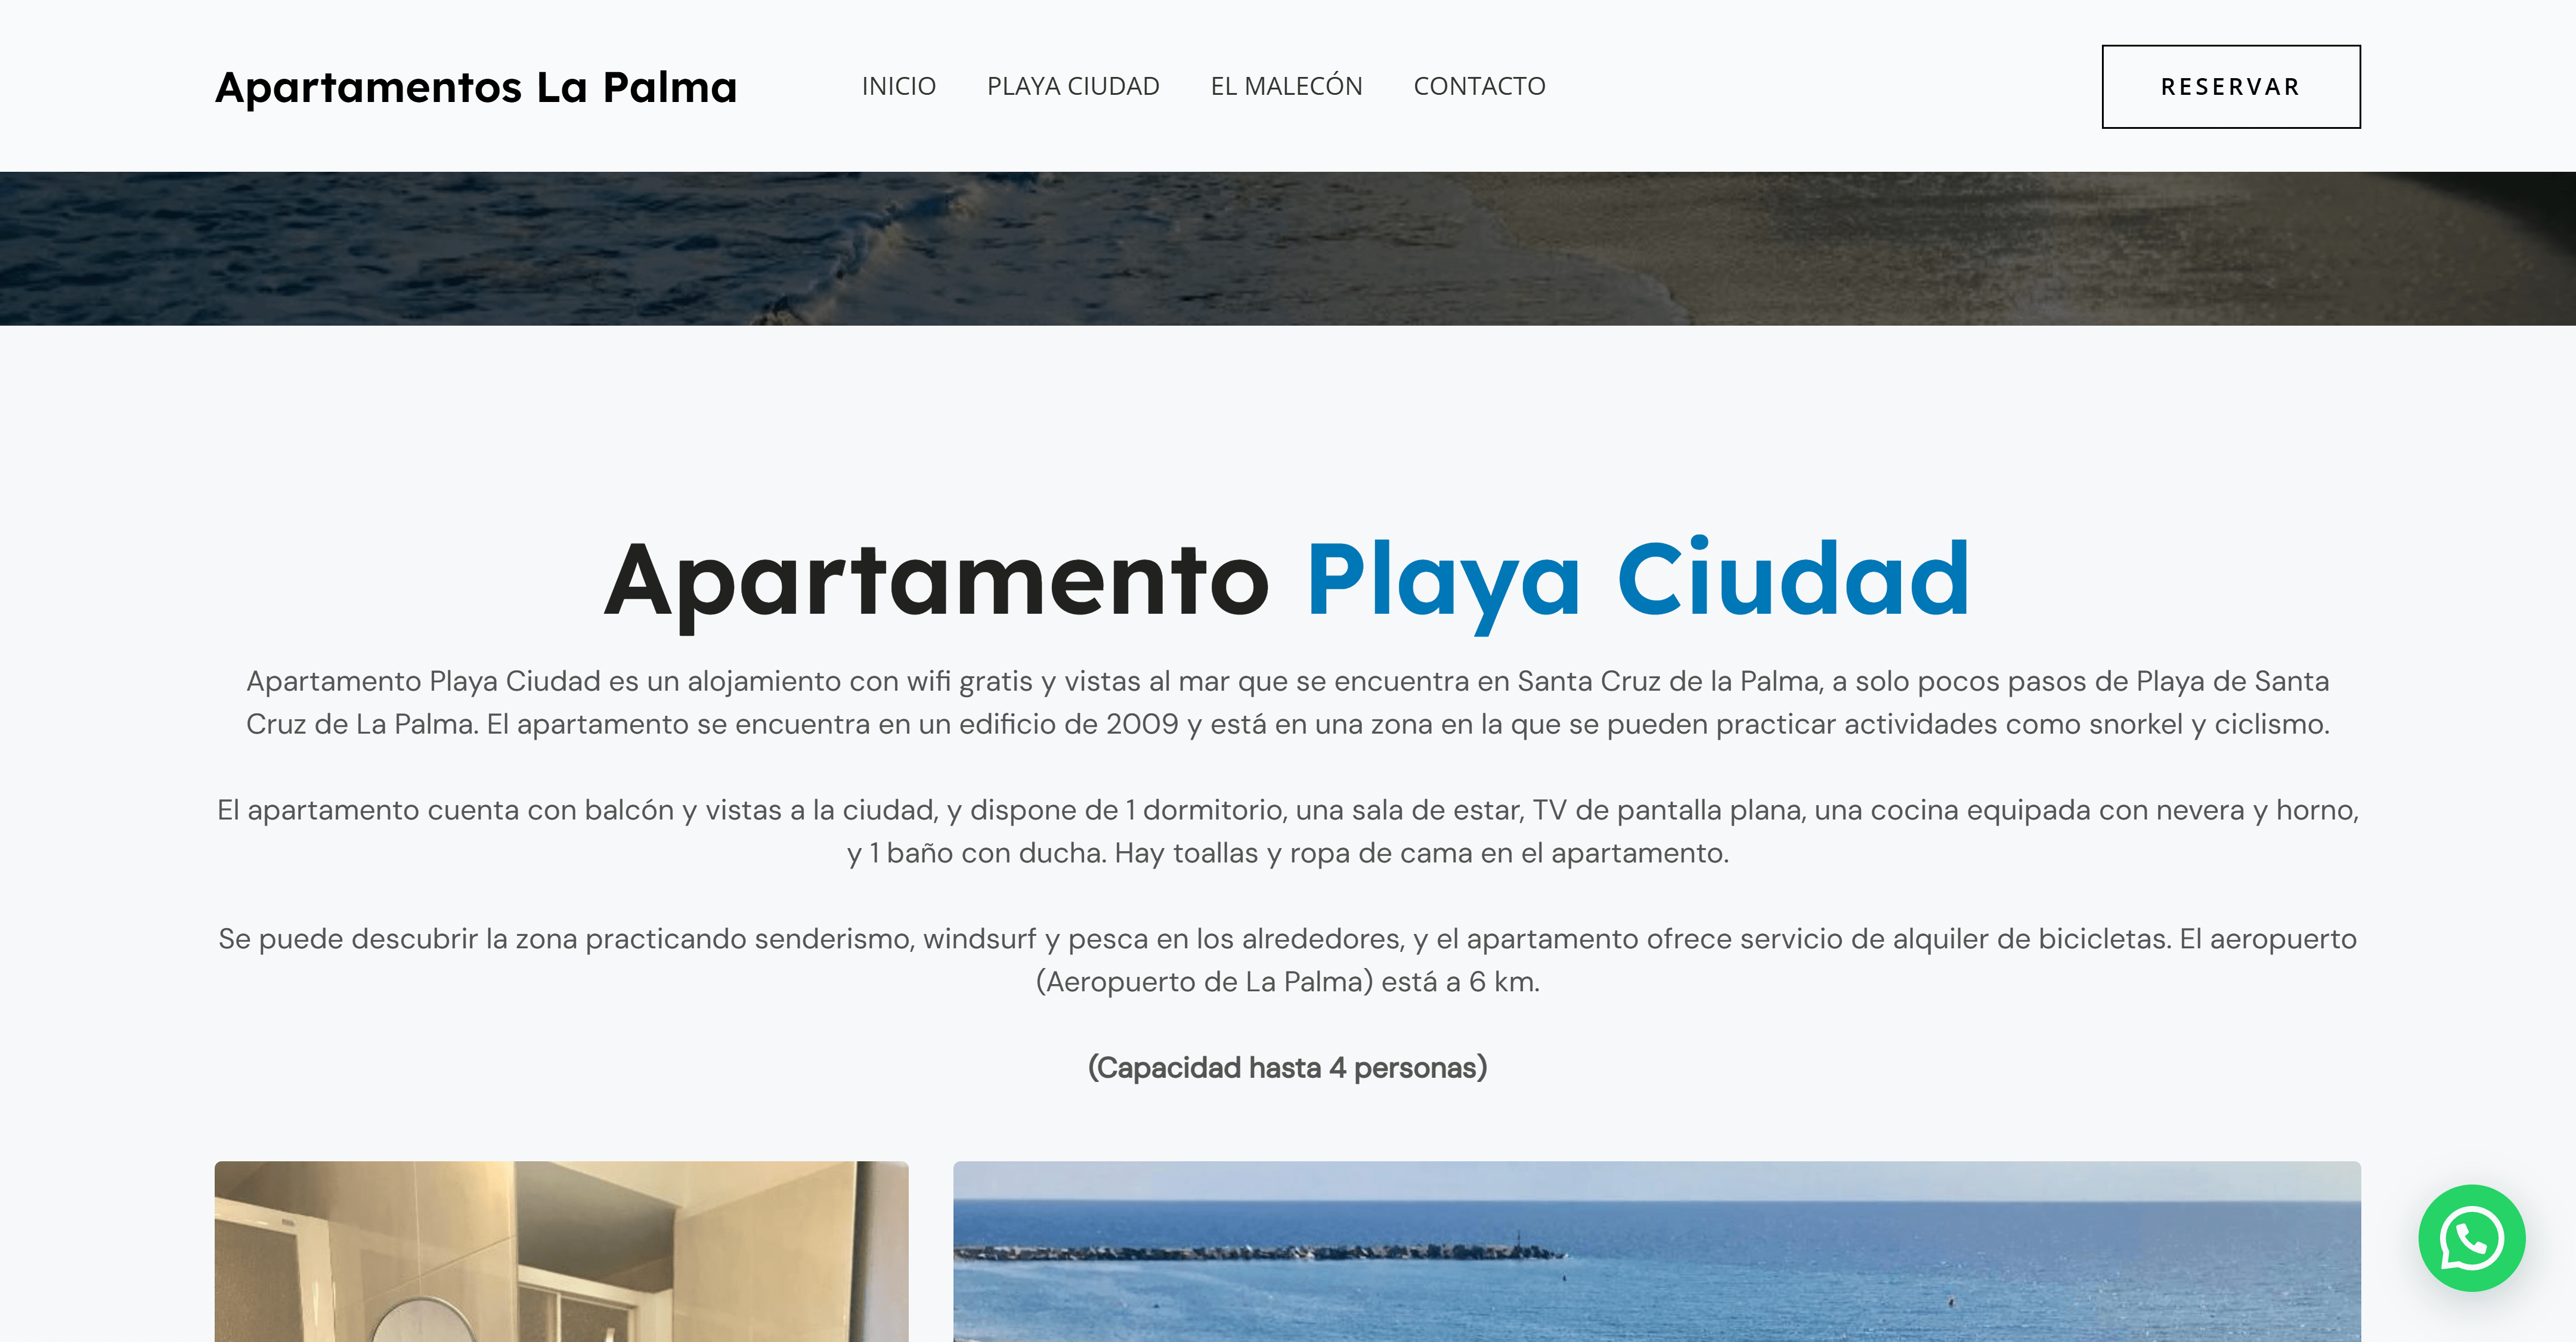 Apartamentos La Palma
INICIO
PLAYA CIUDAD
EL MALECÓN
CONTACTO
RESERVAR
Apartamento Playa Ciudad
Apartamento Playa Ciudad es un alojamiento con wifi gratis y vistas al mar que se encuentra en Santa Cruz de la Palma, a solo pocos pasos de Playa de Santa
Cruz de La Palma. El apartamento se encuentra en un edificio de 2009 y está en una zona en la que se pueden practicar actividades como snorkel y ciclismo.
El apartamento cuenta con balcón y vistas a la ciudad, y dispone de 1 dormitorio, una sala de estar, TV de pantalla plana, una cocina equipada con nevera y horno,
y 1 baño con ducha. Hay toallas y ropa de cama en el apartamento.
Se puede descubrir la zona practicando senderismo, windsurf y pesca en los alrededores, y el apartamento ofrece servicio de alquiler de bicicletas. El aeropuerto
(Aeropuerto de La Palma) está a 6 km.
(Capacidad hasta 4 personas)